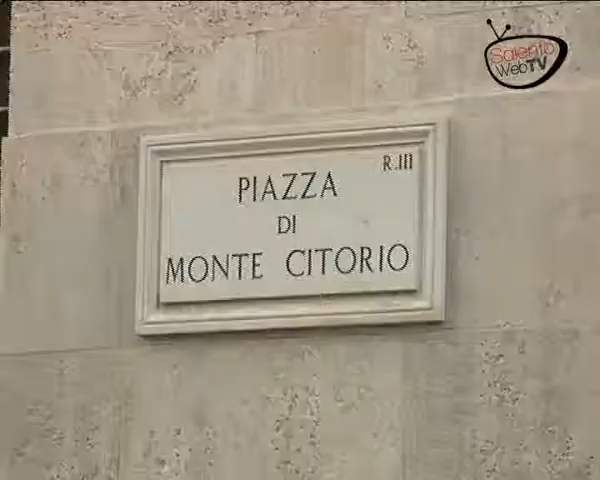 Salento
WebTV
R.III
PIAZZA
DI
MONTE CITORIO